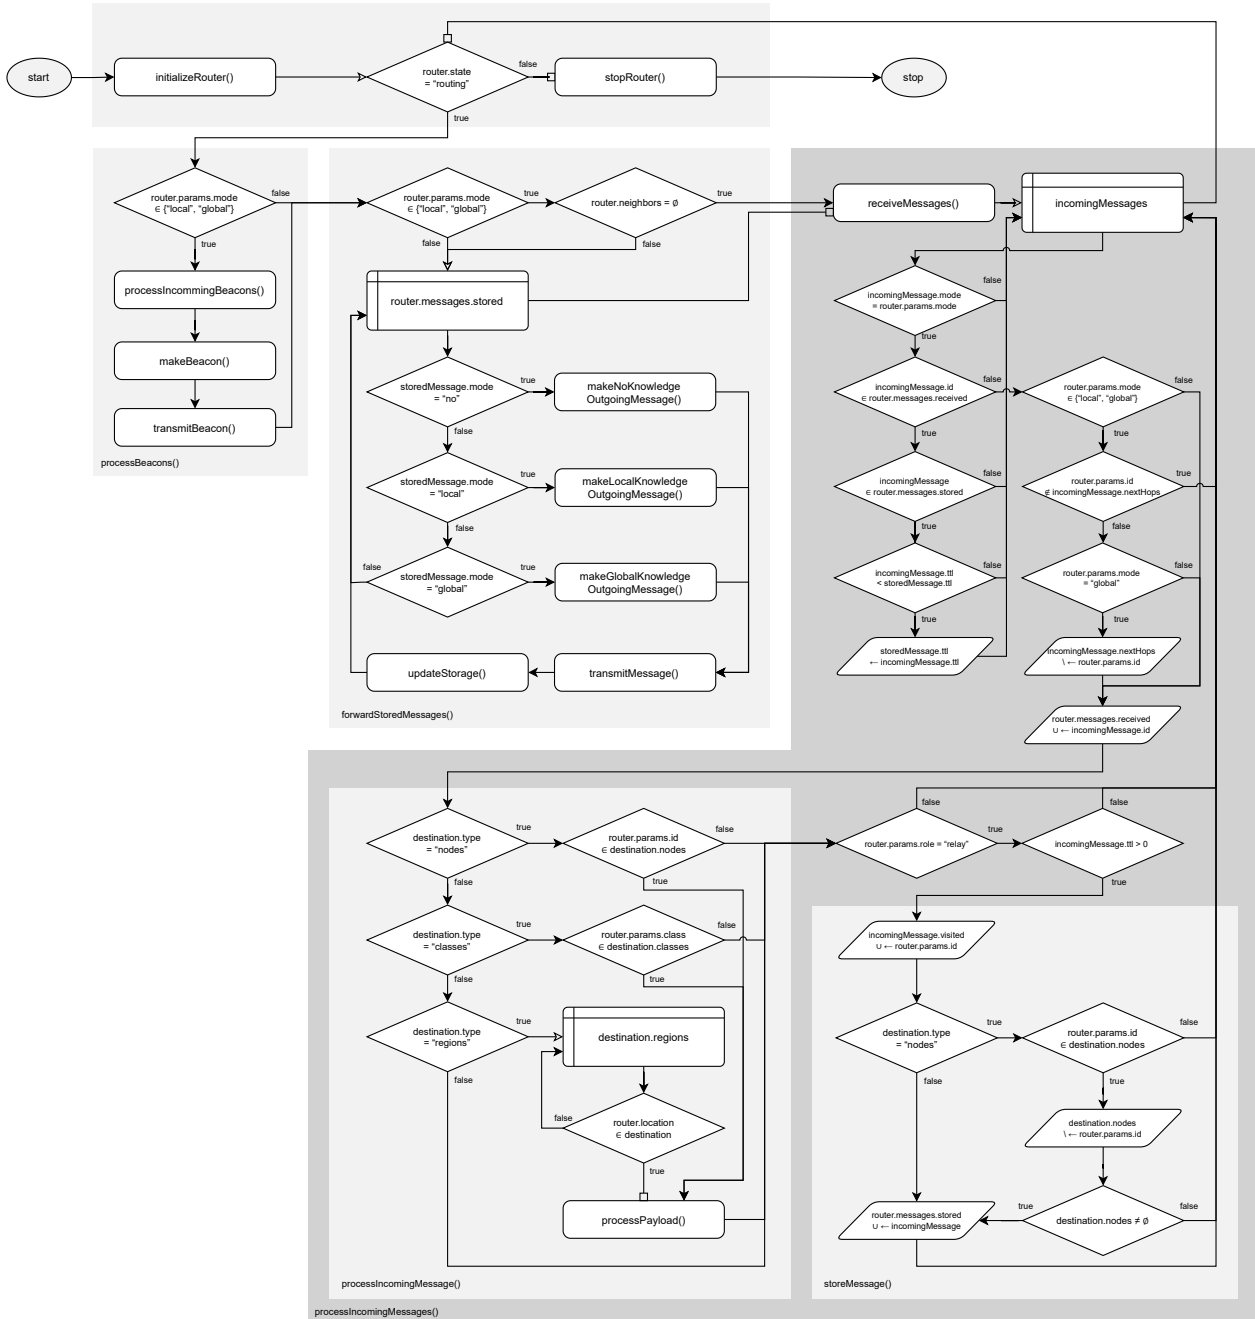 start
initializeRouter()
router.state
= “routing”
false
stopRouter()
stop
true
router.params.mode
∈ {“local”, “global”}
false
true
processIncommingBeacons()
makeBeacon()
transmitBeacon()
processBeacons()
router.params.mode
∈ {“local”, “global”}
true
false
router.neighbors = ∅
true
false
router.messages.stored
storedMessage.mode
= “no”
true
false
makeNoKnowledge
OutgoingMessage()
storedMessage.mode
= “local”
true
false
makeLocalKnowledge
OutgoingMessage()
storedMessage.mode
= “global”
false
true
makeGlobalKnowledge
OutgoingMessage()
updateStorage()
transmitMessage()
forwardStoredMessages()
receiveMessages()
incomingMessages
incomingMessage.mode
= router.params.mode
false
true
incomingMessage.id
∈ router.messages.received
false
true
router.params.mode
∈ {“local”, “global”}
false
true
incomingMessage
∈ router.messages.stored
false
true
router.params.id
∉ incomingMessage.nextHops
true
false
incomingMessage.ttl
< storedMessage.ttl
false
true
router.params.mode
= “global”
false
true
storedMessage.ttl
← incomingMessage.ttl
incomingMessage.nextHops
\ ← router.params.id
router.messages.received
∪ ← incomingMessage.id
destination.type
= “nodes”
true
false
router.params.id
∈ destination.nodes
false
true
destination.type
= “classes”
true
false
router.params.class
∈ destination.classes
false
true
destination.type
= “regions”
true
false
destination.regions
router.location
∈ destination
false
true
processPayload()
processIncomingMessage()
router.params.role = “relay”
false
true
incomingMessage.ttl > 0
false
true
incomingMessage.visited
∪ ← router.params.id
destination.type
= “nodes”
true
false
router.params.id
∈ destination.nodes
false
true
destination.nodes
\ ← router.params.id
router.messages.stored
∪ ← incomingMessage
true
destination.nodes ≠ ∅
false
storeMessage()
processIncomingMessages()